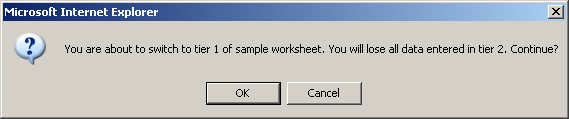 Microsoft Internet Explorer
You are about to switch to tier 1 of sample worksheet. You will lose all data entered in tier 2. Continue?
OK
Cancel